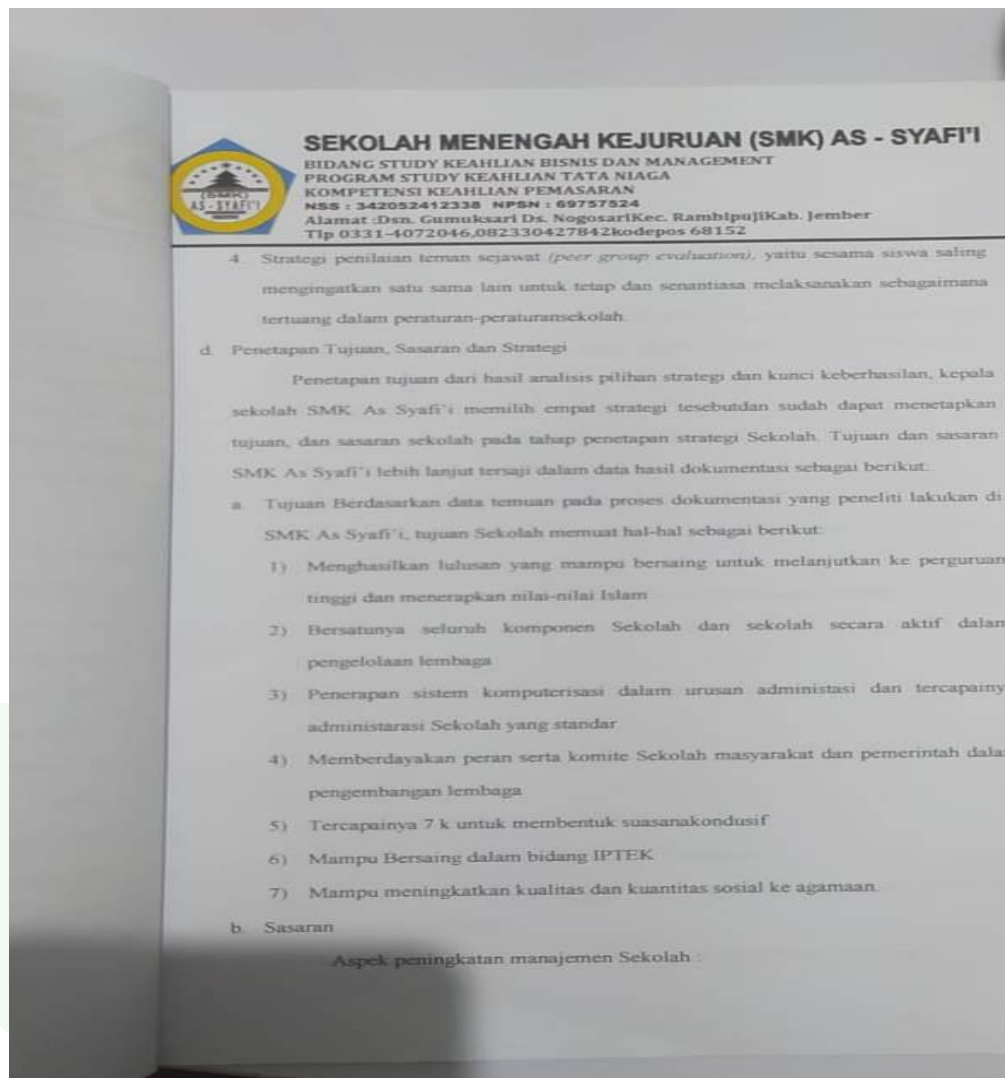 SEKOLAH MENENGAH KEJURUAN (SMK) AS - SYAFI'I
BIDANG STUDY KEAHLIAN BISNIS DAN MANAGEMENT
PROGRAM STUDY KEAHLIAN TATA NIAGA
KOMPETENSI KEAHLIAN PEMASARAN
NSS : 342052412338 NPSN : 69757524
Alamat :Dsn. Gumuksari Ds. NogosariKec. RambipujiKab. Jember
Tlp 0331-4072046,082330427842kodepos 68152
(SMK)
AS - SYAFI'I
4. Strategi penilaian teman sejawat (peer group evaluation), yaitu sesama siswa saling
mengingatkan satu sama lain untuk tetap dan senantiasa melaksanakan sebagaimana
tertuang dalam peraturan-peraturansekolah.
d. Penetapan Tujuan, Sasaran dan Strategi
Penetapan tujuan dari hasil analisis pilihan strategi dan kunci keberhasilan, kepala
sekolah SMK As Syafi'i memilih empat strategi tesebutdan sudah dapat menetapkan
tujuan, dan sasaran sekolah pada tahap penetapan strategi Sekolah. Tujuan dan sasaran
SMK As Syafi'i lebih lanjut tersaji dalam data hasil dokumentasi sebagai berikut:
a. Tujuan Berdasarkan data temuan pada proses dokumentasi yang peneliti lakukan di
SMK As Syafi'i, tujuan Sekolah memuat hal-hal sebagai berikut:
1) Menghasilkan lulusan yang mampu bersaing untuk melanjutkan ke perguruan
tinggi dan menerapkan nilai-nilai Islam
2) Bersatunya seluruh komponen Sekolah dan sekolah secara aktif dalam
pengelolaan lembaga
3) Penerapan sistem komputerisasi dalam urusan administasi dan tercapainy
administarasi Sekolah yang standar
4) Memberdayakan peran serta komite Sekolah masyarakat dan pemerintah dala
pengembangan lembaga
5) Tercapainya 7 k untuk membentuk suasanakondusif
6) Mampu Bersaing dalam bidang IPTEK
7) Mampu meningkatkan kualitas dan kuantitas sosial ke agamaan.
b. Sasaran
Aspek peningkatan manajemen Sekolah :